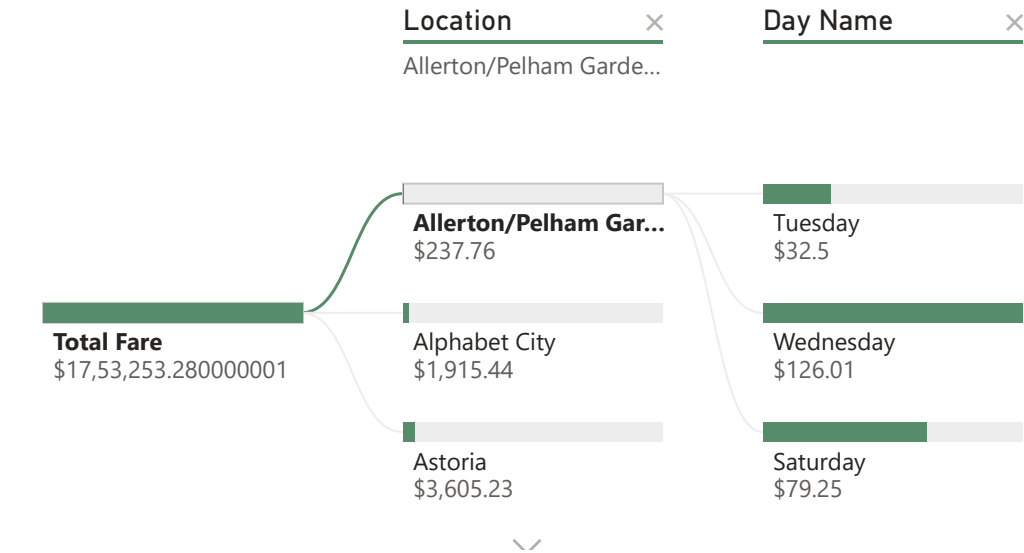 Location
Day Name
Allerton/Pelham Garde...
Allerton/Pelham Gar...
$237.76
Tuesday
$32.5
Total Fare
$17,53,253.280000001
Alphabet City
$1,915.44
Wednesday
$126.01
Astoria
$3,605.23
Saturday
$79.25